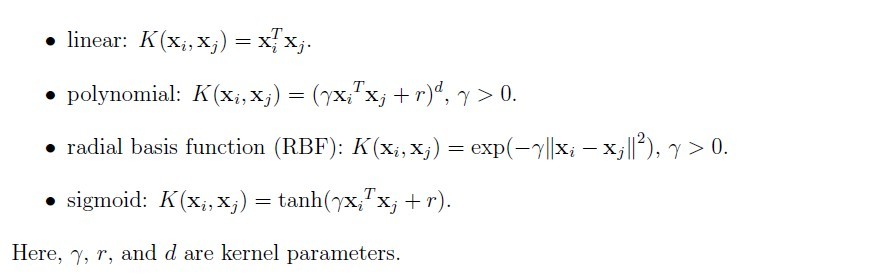 • linear: K(xᵢ, xⱼ) = xᵢᵀxⱼ.
• polynomial: K(xᵢ, xⱼ) = (γxᵢᵀxⱼ + r)ᵈ, γ > 0.
• radial basis function (RBF): K(xᵢ, xⱼ) = exp(−γ‖xᵢ − xⱼ‖²), γ > 0.
• sigmoid: K(xᵢ, xⱼ) = tanh(γxᵢᵀxⱼ + r).
Here, γ, r, and d are kernel parameters.